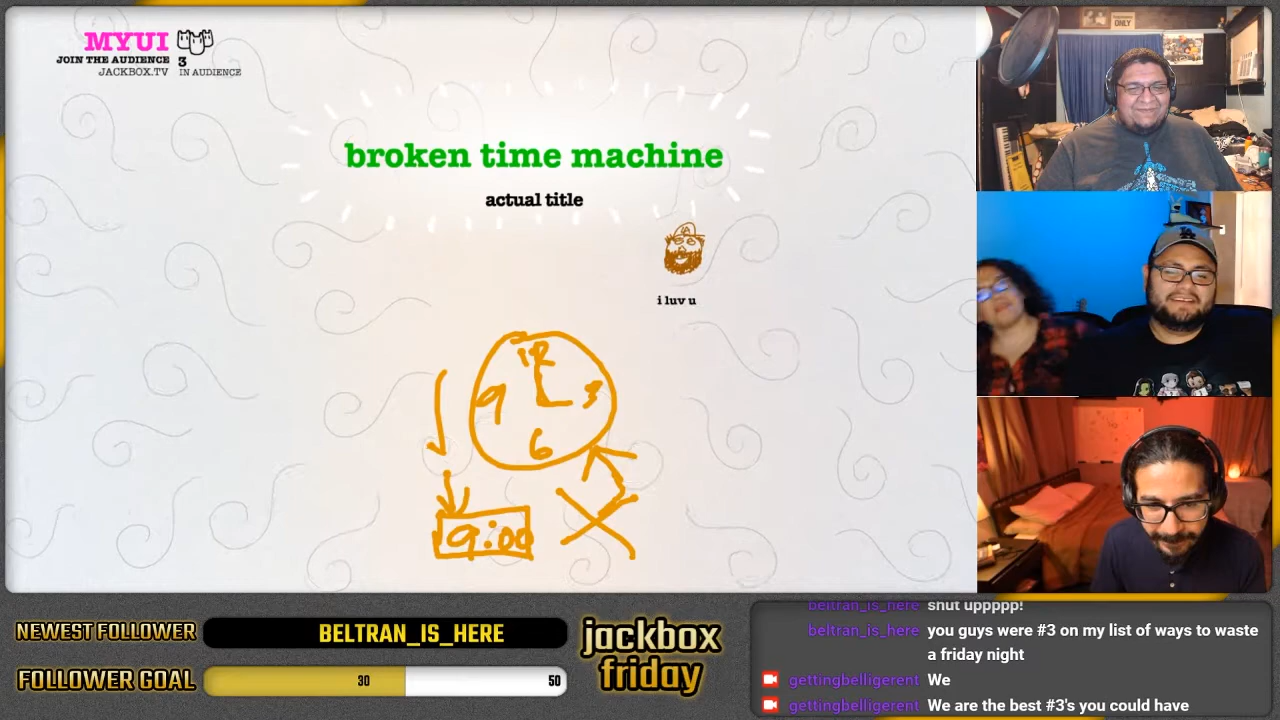 MYUI
JOIN THE AUDIENCE
JACKBOX.TV
3
IN AUDIENCE
broken time machine
actual title
i luv u
12
9
3
6
9:00
ONLY
NEWEST FOLLOWER
BELTRAN_IS_HERE
FOLLOWER GOAL
30
50
jackbox
friday
beltran_is_here shut uppppp!
beltran_is_here you guys were #3 on my list of ways to waste
a friday night
gettingbelligerent We
gettingbelligerent We are the best #3's you could have